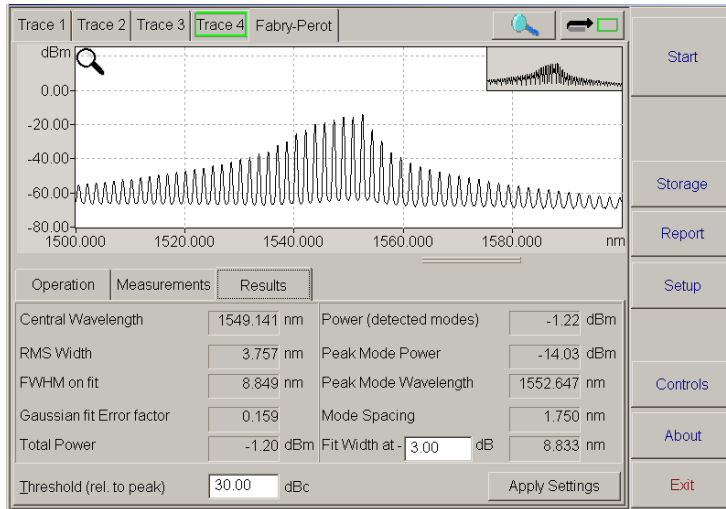 Trace 1 Trace 2 Trace 3 Trace 4 Fabry-Perot
Start
dBm
0.00
-20.00
-40.00
-60.00
-80.00
1500.000 1520.000 1540.000 1560.000 1580.000 nm
Storage
Report
Setup
Controls
About
Exit
Operation Measurements Results
Central Wavelength 1549.141 nm Power (detected modes) -1.22 dBm
RMS Width 3.757 nm Peak Mode Power -14.03 dBm
FWHM on fit 8.849 nm Peak Mode Wavelength 1552.647 nm
Gaussian fit Error factor 0.159 Mode Spacing 1.750 nm
Total Power -1.20 dBm Fit Width at - 3.00 dB 8.833 nm
Threshold (rel. to peak) 30.00 dBc Apply Settings